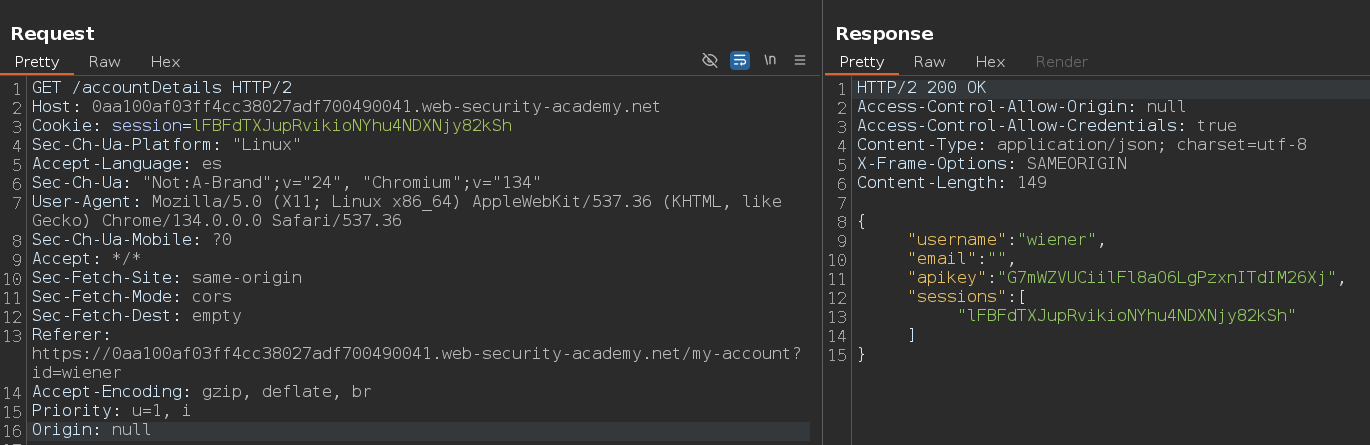 Request
Pretty Raw Hex
\n
1 GET /accountDetails HTTP/2
2 Host: 0aa100af03ff4cc38027adf700490041.web-security-academy.net
3 Cookie: session=lFBFdTXJupRvikioNYhu4NDXNjy82kSh
4 Sec-Ch-Ua-Platform: "Linux"
5 Accept-Language: es
6 Sec-Ch-Ua: "Not:A-Brand";v="24", "Chromium";v="134"
7 User-Agent: Mozilla/5.0 (X11; Linux x86_64) AppleWebKit/537.36 (KHTML, like
Gecko) Chrome/134.0.0.0 Safari/537.36
8 Sec-Ch-Ua-Mobile: ?0
9 Accept: */*
10 Sec-Fetch-Site: same-origin
11 Sec-Fetch-Mode: cors
12 Sec-Fetch-Dest: empty
13 Referer:
https://0aa100af03ff4cc38027adf700490041.web-security-academy.net/my-account?
id=wiener
14 Accept-Encoding: gzip, deflate, br
15 Priority: u=1, i
16 Origin: null
Response
Pretty Raw Hex Render
1 HTTP/2 200 OK
2 Access-Control-Allow-Origin: null
3 Access-Control-Allow-Credentials: true
4 Content-Type: application/json; charset=utf-8
5 X-Frame-Options: SAMEORIGIN
6 Content-Length: 149
7
8 {
9 "username":"wiener",
10 "email":"",
11 "apikey":"G7mWZVUCiilFl8aO6LgPzxnITdIM26Xj",
12 "sessions":[
13 "lFBFdTXJupRvikioNYhu4NDXNjy82kSh"
14 ]
15 }